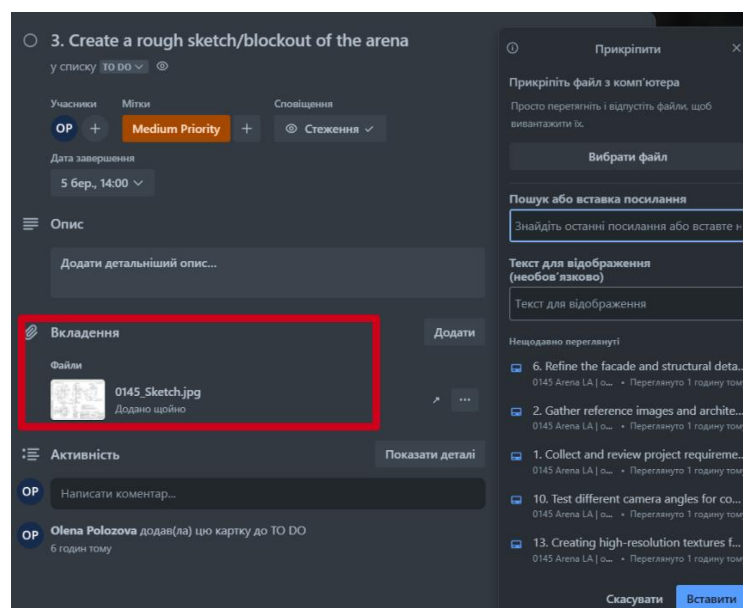 3. Create a rough sketch/blockout of the arena
у списку TO DO
Учасники
Мітки
Сповіщення
OP
+
Medium Priority
+
Стеження
Дата завершення
5 бер., 14:00
Опис
Додати детальніший опис...
Вкладення
Додати
Файли
0145_Sketch.jpg
Додано щойно
Активність
Показати деталі
OP
Написати коментар...
OP
Olena Polozova додав(ла) цю картку до TO DO
6 годин тому
Прикріпити
Прикріпіть файл з комп'ютера
Просто перетягніть і відпустіть файли, щоб
вивантажити їх.
Вибрати файл
Пошук або вставка посилання
Знайдіть останні посилання або вставте н
Текст для відображення
(необов'язково)
Текст для відображення
Нещодавно переглянуті
6. Refine the facade and structural deta...
0145 Arena LA | o... • Переглянуто 1 годину тому
2. Gather reference images and archite...
0145 Arena LA | o... • Переглянуто 1 годину тому
1. Collect and review project requireme...
0145 Arena LA | o... • Переглянуто 1 годину тому
10. Test different camera angles for co...
0145 Arena LA | o... • Переглянуто 1 годину тому
13. Creating high-resolution textures f...
0145 Arena LA | o... • Переглянуто 1 годину тому
Скасувати
Вставити